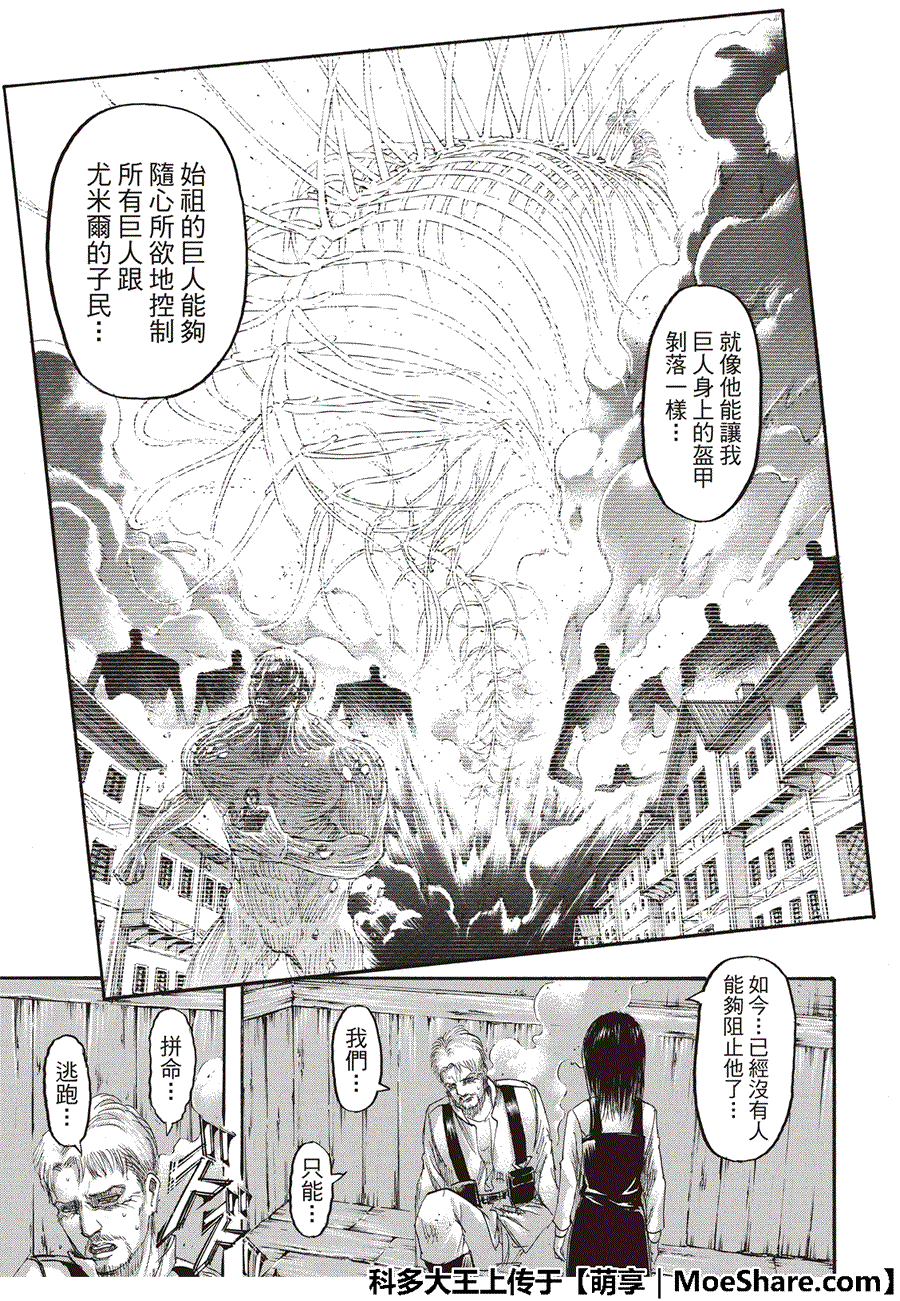 就像他能讓我
巨人身上的盔甲
剝落一樣…
始祖的巨人能夠
隨心所欲地控制
所有巨人跟
尤米爾的子民…
如今…已經沒有人
能夠阻止他了…
我們…
只能…
拼命…
逃跑…
科多大王上传于【萌享｜MoeShare.com】